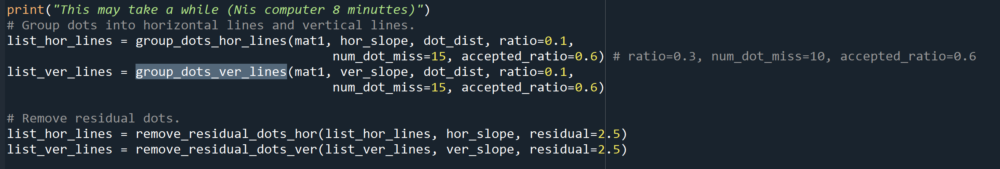 print("This may take a while (Nis computer 8 minuttes)")
# Group dots into horizontal lines and vertical lines.
list_hor_lines = group_dots_hor_lines(mat1, hor_slope, dot_dist, ratio=0.1,
num_dot_miss=15, accepted_ratio=0.6) # ratio=0.3, num_dot_miss=10, accepted_ratio=0.6
list_ver_lines = group_dots_ver_lines(mat1, ver_slope, dot_dist, ratio=0.1,
num_dot_miss=15, accepted_ratio=0.6)
# Remove residual dots.
list_hor_lines = remove_residual_dots_hor(list_hor_lines, hor_slope, residual=2.5)
list_ver_lines = remove_residual_dots_ver(list_ver_lines, ver_slope, residual=2.5)